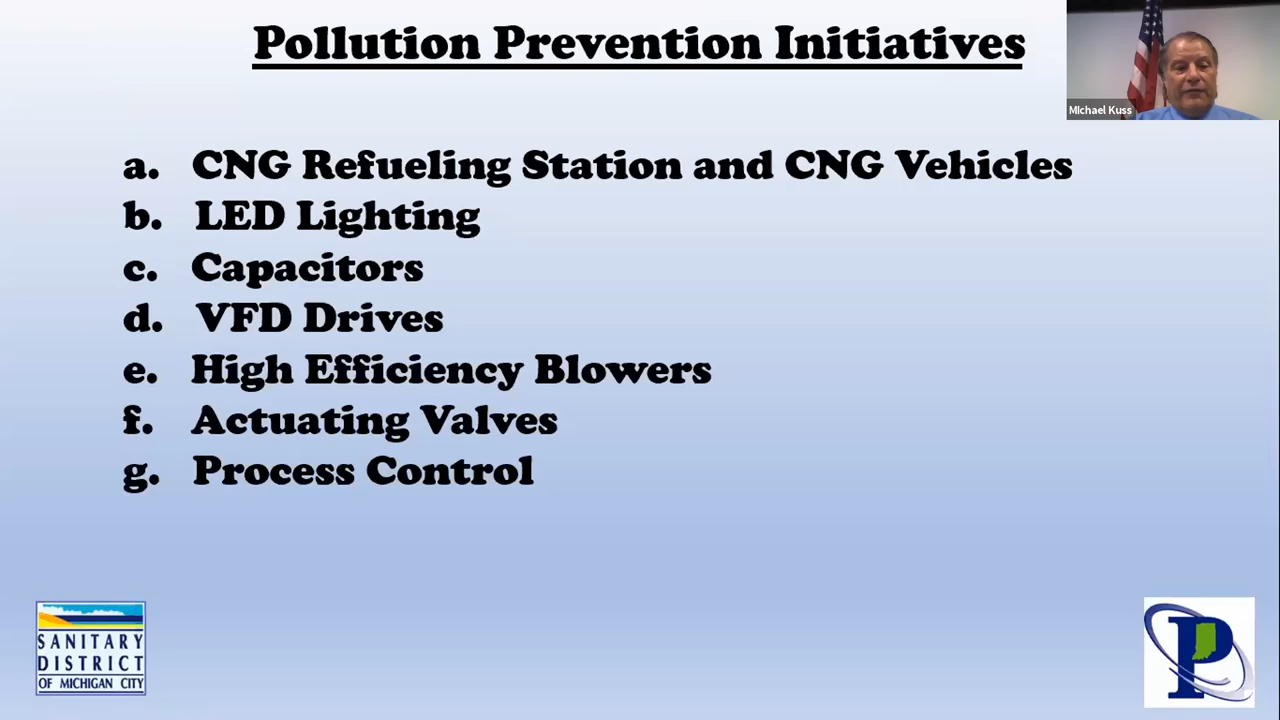 Pollution Prevention Initiatives
MIchael Kuss
a. CNG Refueling Station and CNG Vehicles
b. LED Lighting
c. Capacitors
d. VFD Drives
e. High Efficiency Blowers
f. Actuating Valves
g. Process Control
SANITARY
DISTRICT
OF MICHIGAN CITY
P